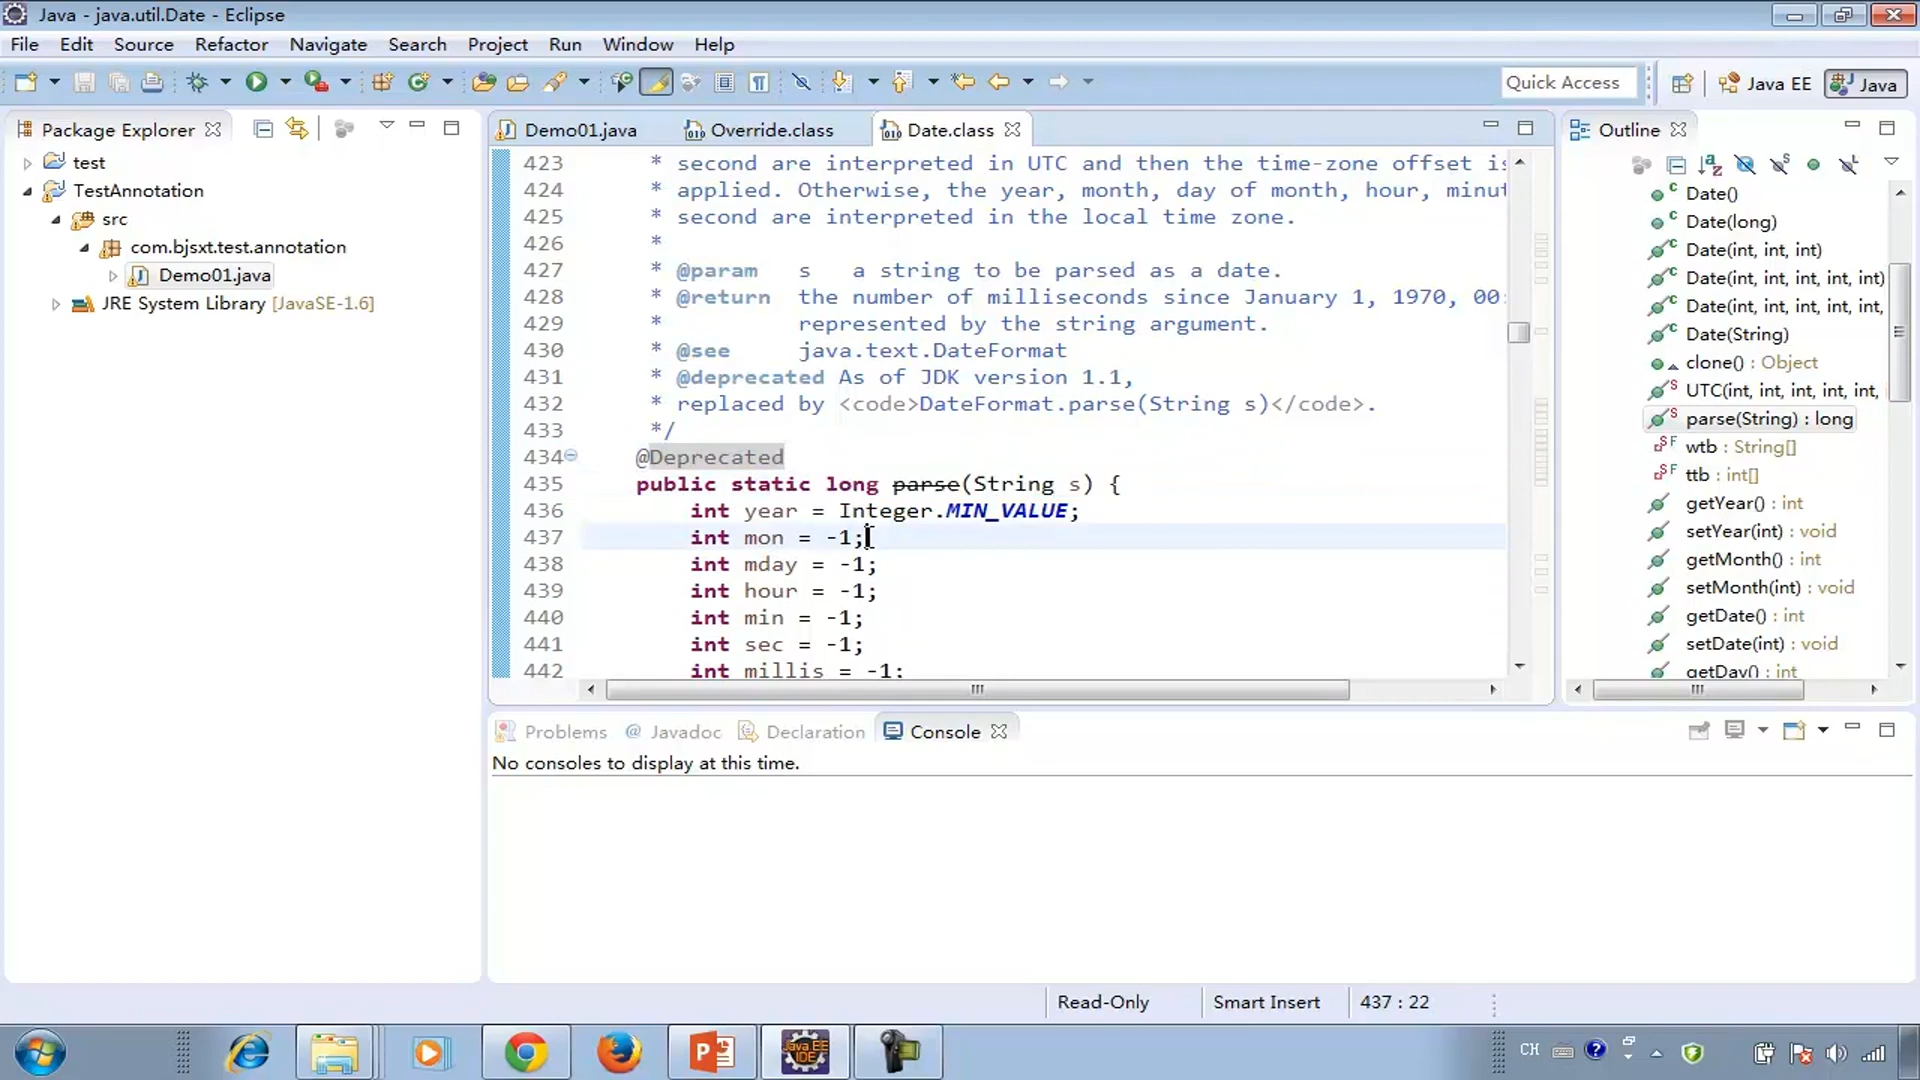 Java - java.util.Date - Eclipse
File Edit Source Refactor Navigate Search Project Run Window Help
Quick Access
Java EE
Java
Package Explorer
test
TestAnnotation
src
com.bjsxt.test.annotation
Demo01.java
JRE System Library [JavaSE-1.6]
Demo01.java
Override.class
Date.class
423 * second are interpreted in UTC and then the time-zone offset is
424 * applied. Otherwise, the year, month, day of month, hour, minut
425 * second are interpreted in the local time zone.
426 *
427 * @param s a string to be parsed as a date.
428 * @return the number of milliseconds since January 1, 1970, 00:
429 * represented by the string argument.
430 * @see java.text.DateFormat
431 * @deprecated As of JDK version 1.1,
432 * replaced by <code>DateFormat.parse(String s)</code>.
433 */
434 @Deprecated
435 public static long parse(String s) {
436 int year = Integer.MIN_VALUE;
437 int mon = -1;
438 int mday = -1;
439 int hour = -1;
440 int min = -1;
441 int sec = -1;
442 int millis = -1;
Outline
Date()
Date(long)
Date(int, int, int)
Date(int, int, int, int, int)
Date(int, int, int, int, int,
Date(String)
clone() : Object
UTC(int, int, int, int, int,
parse(String) : long
wtb : String[]
ttb : int[]
getYear() : int
setYear(int) : void
getMonth() : int
setMonth(int) : void
getDate() : int
setDate(int) : void
getDay() : int
Problems
@ Javadoc
Declaration
Console
No consoles to display at this time.
Read-Only
Smart Insert
437 : 22
Java EE
IDE
CH